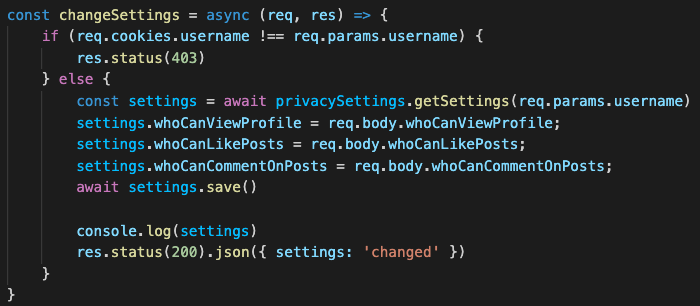 const changeSettings = async (req, res) => {
    if (req.cookies.username !== req.params.username) {
        res.status(403)
    } else {
        const settings = await privacySettings.getSettings(req.params.username)
        settings.whoCanViewProfile = req.body.whoCanViewProfile;
        settings.whoCanLikePosts = req.body.whoCanLikePosts;
        settings.whoCanCommentOnPosts = req.body.whoCanCommentOnPosts;
        await settings.save()

        console.log(settings)
        res.status(200).json({ settings: 'changed' })
    }
}